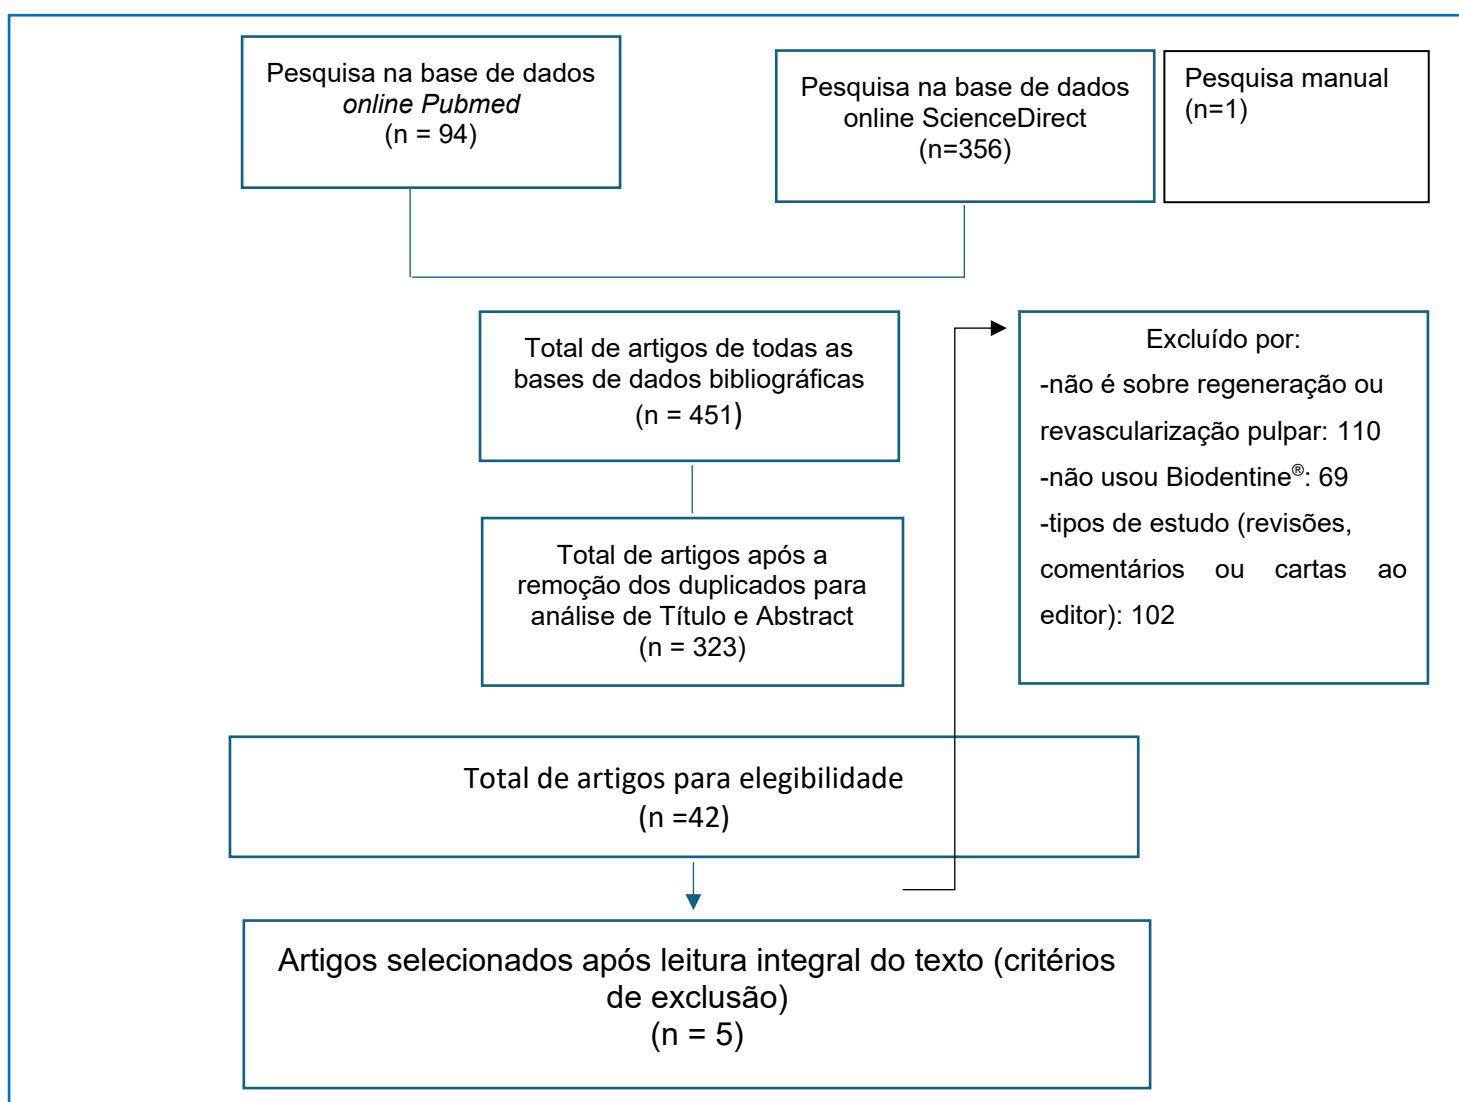 Pesquisa na base de dados
online Pubmed
(n = 94)
Pesquisa na base de dados
online ScienceDirect
(n=356)
Pesquisa manual
(n=1)
Total de artigos de todas as
bases de dados bibliográficas
(n = 451)
Excluído por:
-não é sobre regeneração ou
revascularização pulpar: 110
-não usou Biodentine®: 69
-tipos de estudo (revisões,
comentários ou cartas ao
editor): 102
Total de artigos após a
remoção dos duplicados para
análise de Título e Abstract
(n = 323)
Total de artigos para elegibilidade
(n =42)
Artigos selecionados após leitura integral do texto (critérios
de exclusão)
(n = 5)